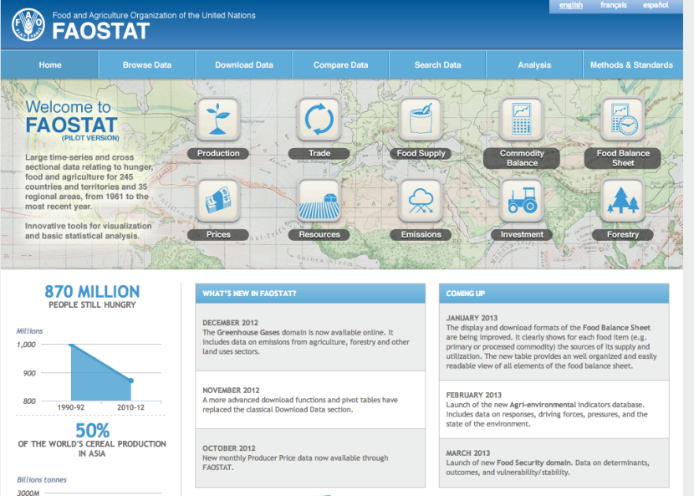 english français español
Food and Agriculture Organization of the United Nations
FAOSTAT
Home Browse Data Download Data Compare Data Search Data Analysis Methods & Standards
Welcome to
FAOSTAT
(PILOT VERSION)
Large time-series and cross
sectional data relating to hunger,
food and agriculture for 245
countries and territories and 35
regional areas, from 1961 to the
most recent year.
Innovative tools for visualization
and basic statistical analysis.
Production
Trade
Food Supply
Commodity
Balance
Food Balance
Sheet
Prices
Resources
Emissions
Investment
Forestry
870 MILLION
PEOPLE STILL HUNGRY
Millions
1,000
900
800
1990-92 2010-12
50%
OF THE WORLD'S CEREAL PRODUCTION
IN ASIA
Billions tonnes
3000M
WHAT'S NEW IN FAOSTAT?
DECEMBER 2012
The Greenhouse Gases domain is now available online. It
includes data on emissions from agriculture, forestry and other
land uses sectors.
NOVEMBER 2012
A more advanced download functions and pivot tables have
replaced the classical Download Data section.
OCTOBER 2012
New monthly Producer Price data now available through
FAOSTAT.
COMING UP
JANUARY 2013
The display and download formats of the Food Balance Sheet
are being improved. It clearly shows for each food item (e.g.
primary or processed commodity) the sources of its supply and
utilization. The new table provides an well organized and easily
readable view of all elements of the food balance sheet.
FEBRUARY 2013
Launch of the new Agri-environmental indicators database.
Includes data on responses, driving forces, pressures, and the
state of the environment.
MARCH 2013
Launch of new Food Security domain. Data on determinants,
outcomes, and vulnerability/stability.